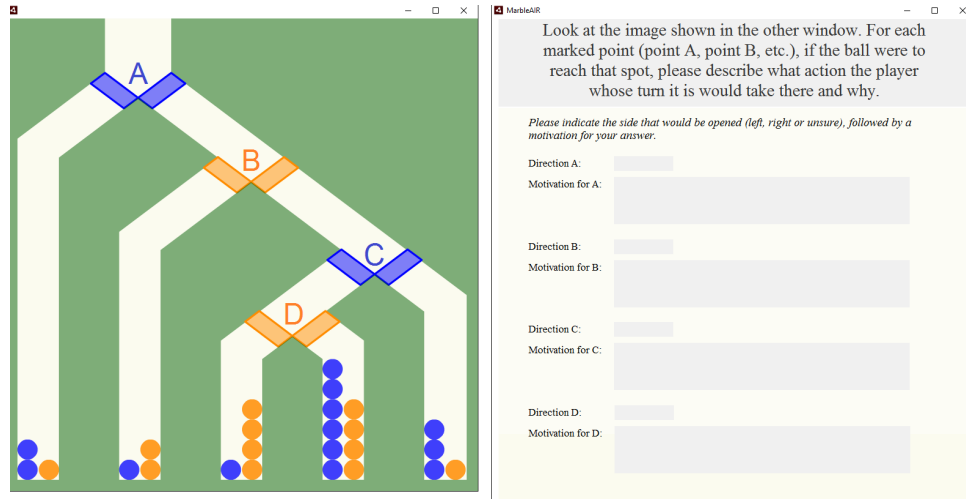 A
B
C
D
MarbleAIR
Look at the image shown in the other window. For each
marked point (point A, point B, etc.), if the ball were to
reach that spot, please describe what action the player
whose turn it is would take there and why.
Please indicate the side that would be opened (left, right or unsure), followed by a
motivation for your answer.
Direction A:
Motivation for A:
Direction B:
Motivation for B:
Direction C:
Motivation for C:
Direction D:
Motivation for D: